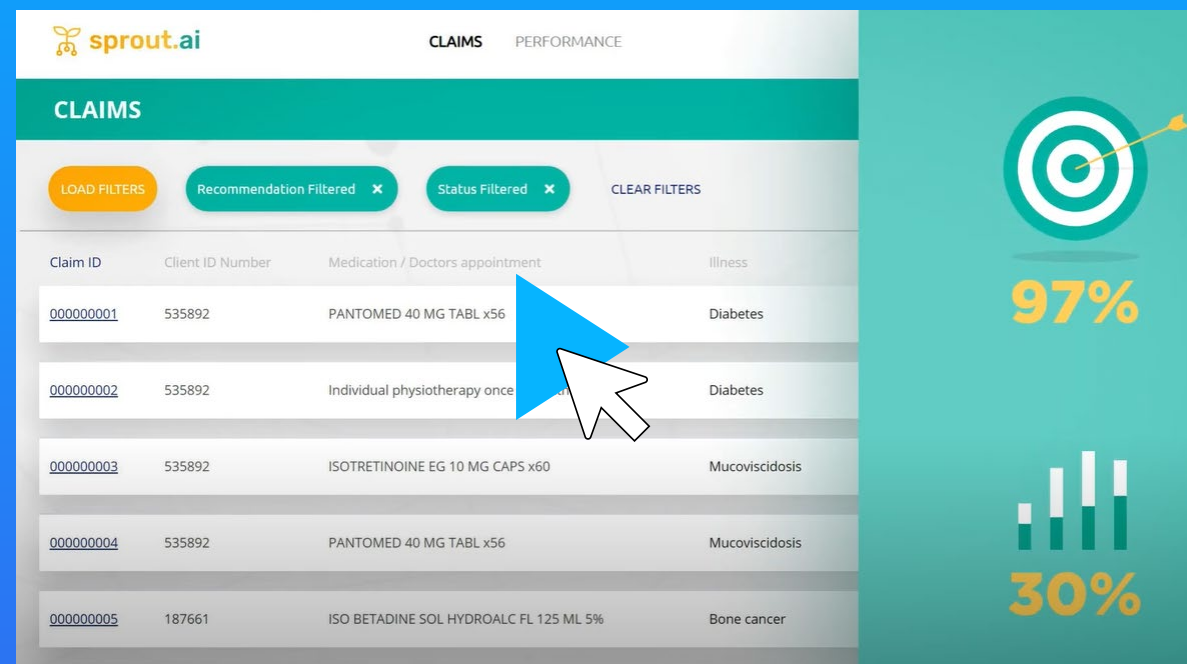 sprout.ai
CLAIMS PERFORMANCE
CLAIMS
LOAD FILTERS Recommendation Filtered × Status Filtered × CLEAR FILTERS
Claim ID Client ID Number Medication / Doctors appointment Illness
000000001 535892 PANTOMED 40 MG TABL x56 Diabetes
000000002 535892 Individual physiotherapy once Diabetes
000000003 535892 ISOTRETINOINE EG 10 MG CAPS x60 Mucoviscidosis
000000004 535892 PANTOMED 40 MG TABL x56 Mucoviscidosis
000000005 187661 ISO BETADINE SOL HYDROALC FL 125 ML 5% Bone cancer
97%
30%